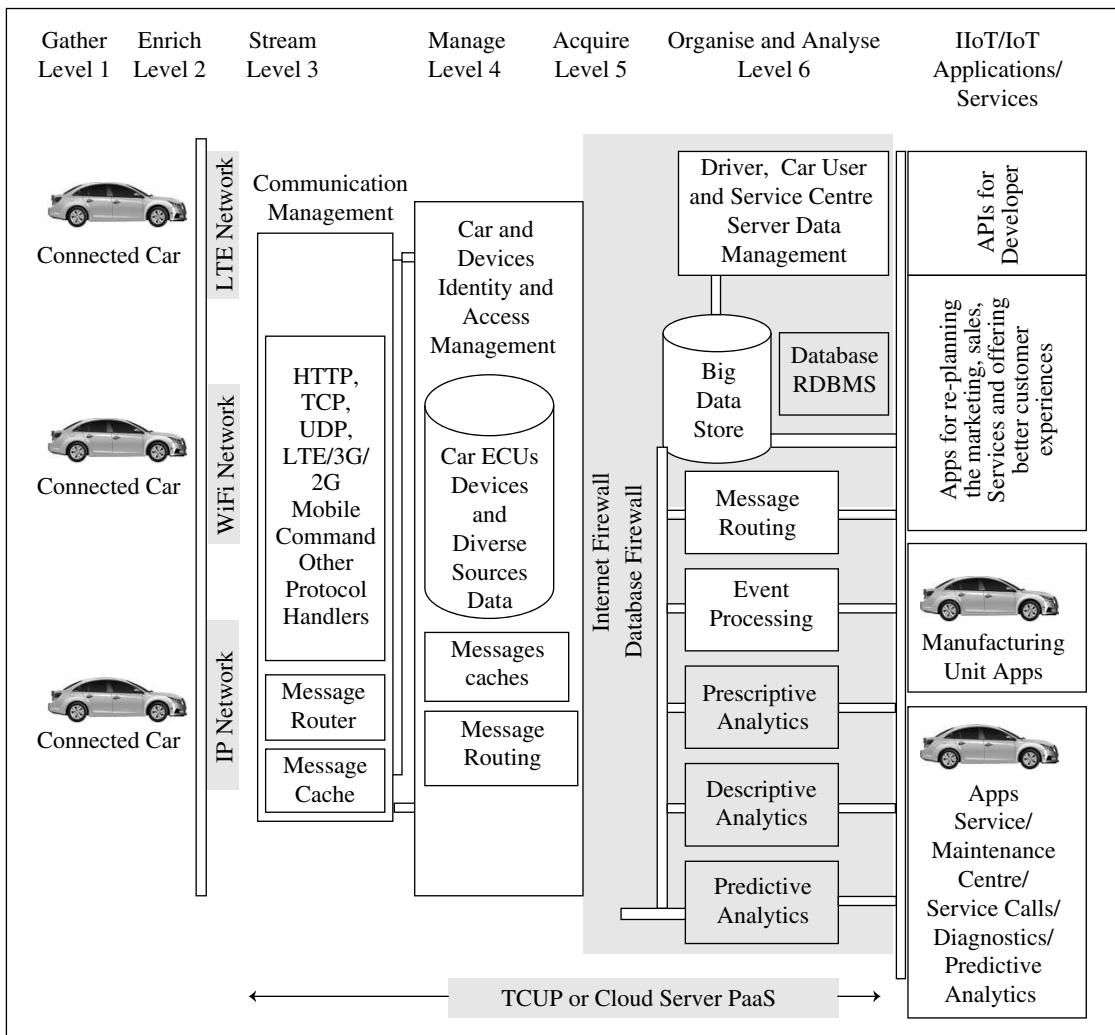 Gather
Level 1
Enrich
Level 2
Stream
Level 3
Manage
Level 4
Acquire
Level 5
Organise and Analyse
Level 6
IIoT/IoT
Applications/
Services
Connected Car
Connected Car
Connected Car
LTE Network
WiFi Network
IP Network
Communication
Management
HTTP,
TCP,
UDP,
LTE/3G/
2G
Mobile
Command
Other
Protocol
Handlers
Message
Router
Message
Cache
Car and
Devices
Identity and
Access
Management
Car ECUs
Devices
and
Diverse
Sources
Data
Messages
caches
Message
Routing
Internet Firewall
Database Firewall
Driver, Car User
and Service Centre
Server Data
Management
Big
Data
Store
Database
RDBMS
Message
Routing
Event
Processing
Prescriptive
Analytics
Descriptive
Analytics
Predictive
Analytics
APIs for
Developer
Apps for re-planning
the marketing, sales,
Services and offering
better customer
experiences
Manufacturing
Unit Apps
Apps
Service/
Maintenance
Centre/
Service Calls/
Diagnostics/
Predictive
Analytics
TCUP or Cloud Server PaaS